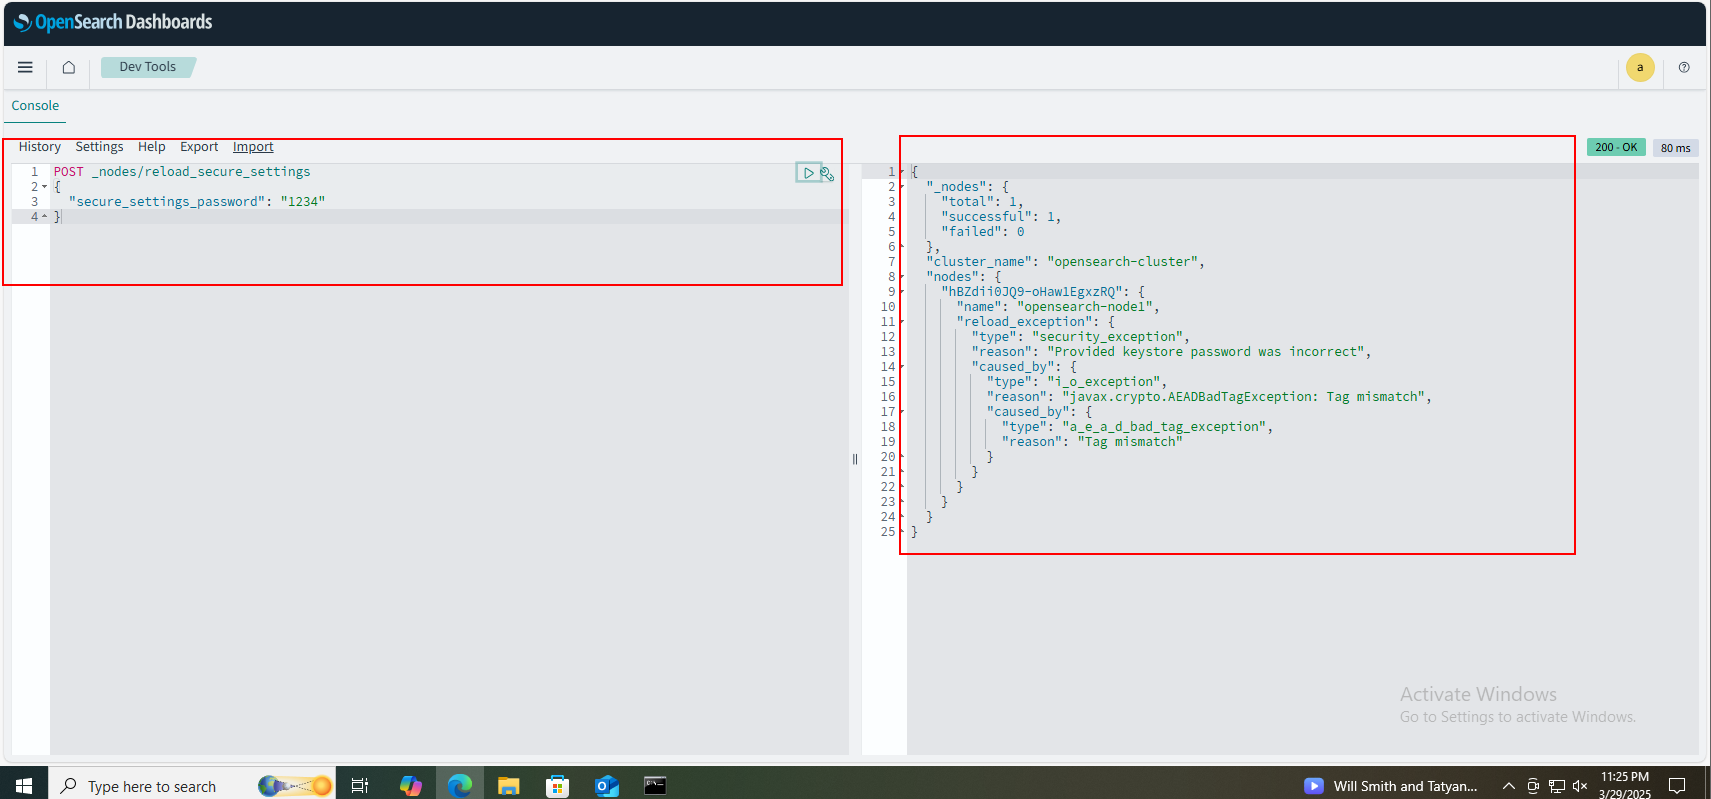 OpenSearch Dashboards
Dev Tools
a
Console
History Settings Help Export Import
1 POST _nodes/reload_secure_settings
2 {
3 "secure_settings_password": "1234"
4 }
200 - OK 80 ms
1 {
2 "_nodes": {
3 "total": 1,
4 "successful": 1,
5 "failed": 0
6 },
7 "cluster_name": "opensearch-cluster",
8 "nodes": {
9 "hBZdii0JQ9-oHaw1EgxzRQ": {
10 "name": "opensearch-node1",
11 "reload_exception": {
12 "type": "security_exception",
13 "reason": "Provided keystore password was incorrect",
14 "caused_by": {
15 "type": "i_o_exception",
16 "reason": "javax.crypto.AEADBadTagException: Tag mismatch",
17 "caused_by": {
18 "type": "a_e_a_d_bad_tag_exception",
19 "reason": "Tag mismatch"
20 }
21 }
22 }
23 }
24 }
25 }
Activate Windows
Go to Settings to activate Windows.
Type here to search
Will Smith and Tatyan...
11:25 PM
3/29/2025